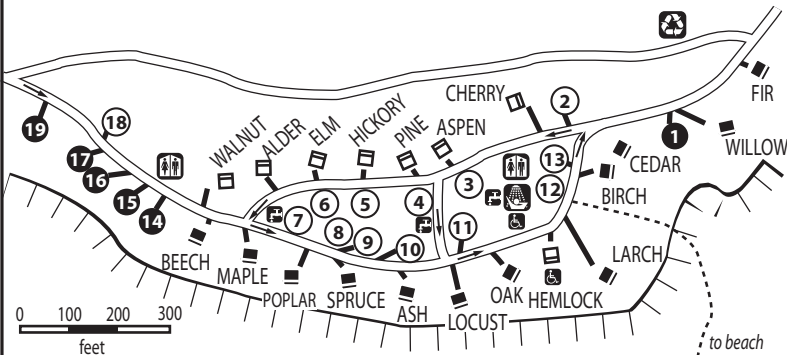 FIR
CHERRY
2
1
WILLOW
19
18
17
16
15
14
WALNUT
ALDER
ELM
HICKORY
PINE
ASPEN
13
CEDAR
12
BIRCH
3
4
5
6
7
8
9
10
11
BEECH
MAPLE
POPLAR
SPRUCE
ASH
LOCUST
OAK
HEMLOCK
LARCH
0 100 200 300
feet
to beach